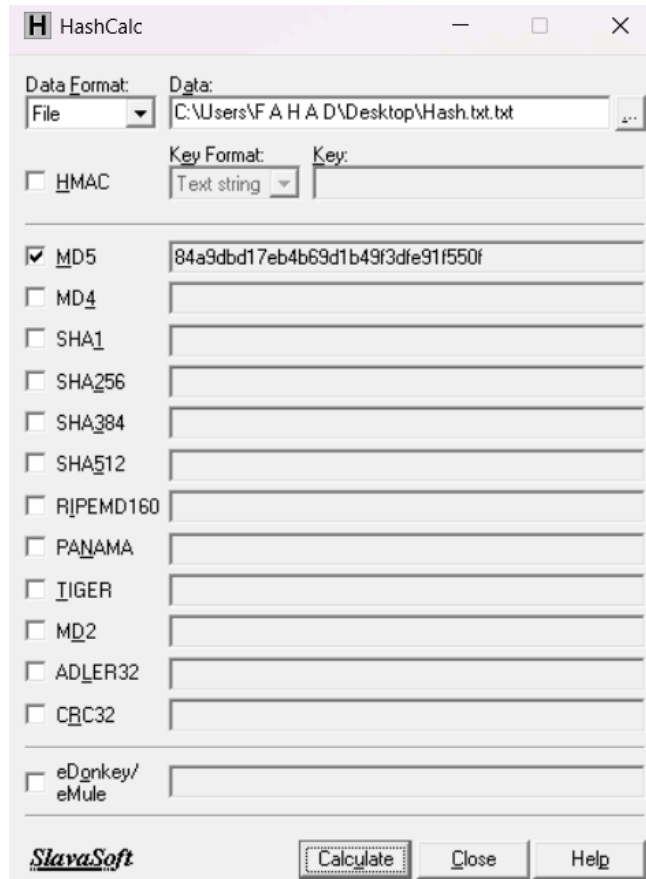 H HashCalc
Data Format: Data:
File C:\Users\F A H A D\Desktop\Hash.txt.txt ...
Key Format: Key:
HMAC Text string
MD5 84a9dbd17eb4b69d1b49f3dfe91f550f
MD4
SHA1
SHA256
SHA384
SHA512
RIPEMD160
PANAMA
TIGER
MD2
ADLER32
CRC32
eDonkey/
eMule
SlavaSoft Calculate Close Help